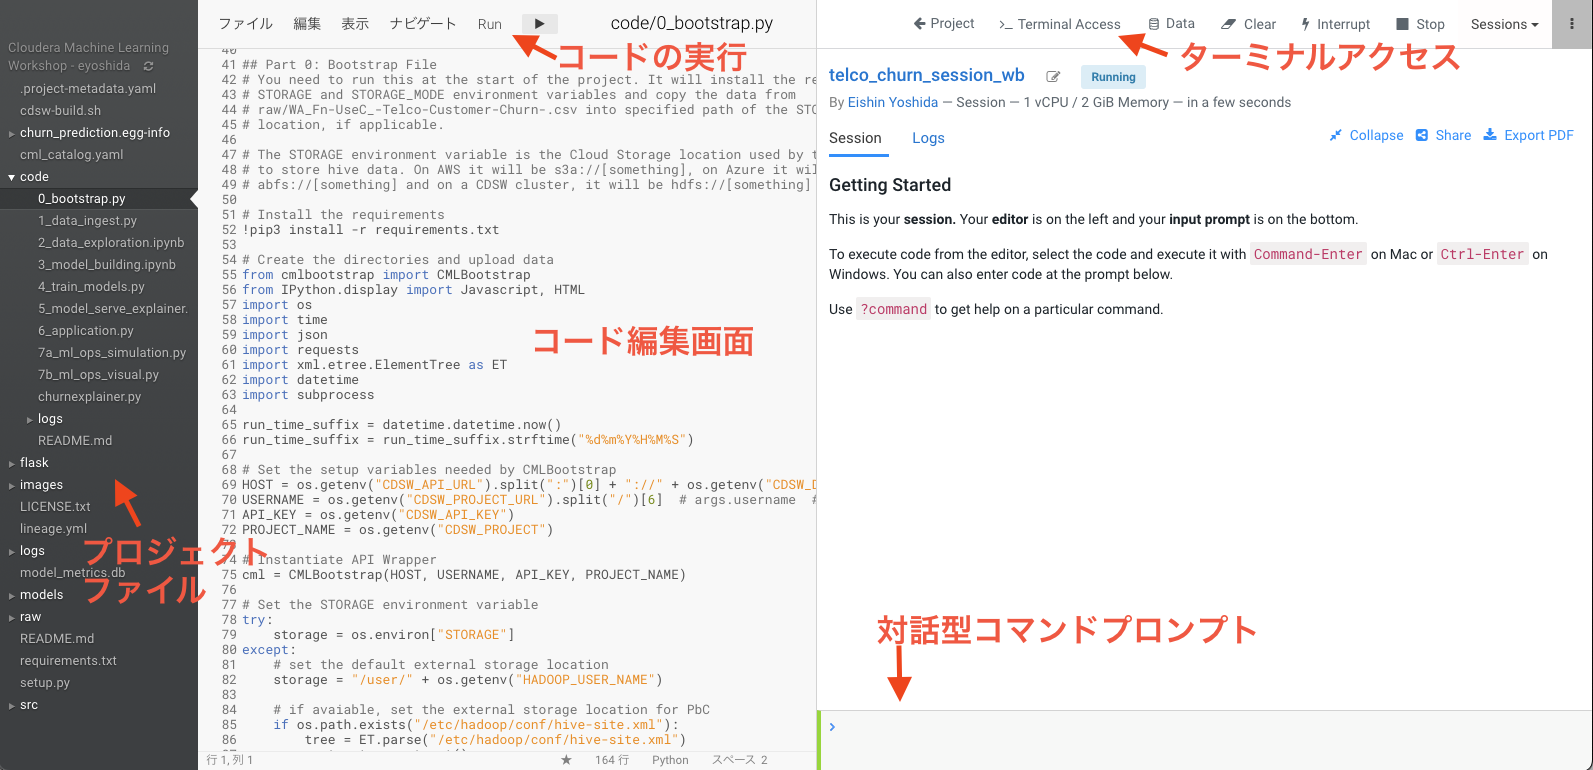 Cloudera Machine Learning
Workshop - eyoshida
.project-metadata.yaml
cdsw-build.sh
churn_prediction.egg-info
cml_catalog.yaml
code
0_bootstrap.py
1_data_ingest.py
2_data_exploration.ipynb
3_model_building.ipynb
4_train_models.py
5_model_serve_explainer.
6_application.py
7a_ml_ops_simulation.py
7b_ml_ops_visual.py
churnexplainer.py
logs
README.md
flask
images
LICENSE.txt
lineage.yml
logs
model_metrics.db
models
raw
README.md
requirements.txt
setup.py
src
プロジェクト
ファイル
ファイル 編集 表示 ナビゲート Run code/0_bootstrap.py
コードの実行
40
41 ## Part 0: Bootstrap File
42 # You need to run this at the start of the project. It will install the re
43 # STORAGE and STORAGE_MODE environment variables and copy the data from
44 # raw/WA_Fn-UseC_-Telco-Customer-Churn-.csv into specified path of the STO
45 # location, if applicable.
46
47 # The STORAGE environment variable is the Cloud Storage location used by t
48 # to store hive data. On AWS it will be s3a://[something], on Azure it wil
49 # abfs://[something] and on a CDSW cluster, it will be hdfs://[something]
50
51 # Install the requirements
52 !pip3 install -r requirements.txt
53
54 # Create the directories and upload data
55 from cmlbootstrap import CMLBootstrap
56 from IPython.display import Javascript, HTML
57 import os
58 import time
59 import json
60 import requests
61 import xml.etree.ElementTree as ET
62 import datetime
63 import subprocess
コード編集画面
64
65 run_time_suffix = datetime.datetime.now()
66 run_time_suffix = run_time_suffix.strftime("%d%m%Y%H%M%S")
67
68 # Set the setup variables needed by CMLBootstrap
69 HOST = os.getenv("CDSW_API_URL").split(":")[0] + "://" + os.getenv("CDSW_D
70 USERNAME = os.getenv("CDSW_PROJECT_URL").split("/")[6]  # args.username  #
71 API_KEY = os.getenv("CDSW_API_KEY")
72 PROJECT_NAME = os.getenv("CDSW_PROJECT")
73
74 # Instantiate API Wrapper
75 cml = CMLBootstrap(HOST, USERNAME, API_KEY, PROJECT_NAME)
76
77 # Set the STORAGE environment variable
78 try:
79     storage = os.environ["STORAGE"]
80 except:
81     # set the default external storage location
82     storage = "/user/" + os.getenv("HADOOP_USER_NAME")
83
84     # if avaiable, set the external storage location for PbC
85     if os.path.exists("/etc/hadoop/conf/hive-site.xml"):
86         tree = ET.parse("/etc/hadoop/conf/hive-site.xml")
行 1, 列 1 ★ 164 行 Python スペース 2
Project Terminal Access Data Clear Interrupt Stop Sessions
ターミナルアクセス
telco_churn_session_wb Running
By Eishin Yoshida — Session — 1 vCPU / 2 GiB Memory — in a few seconds
Session Logs Collapse Share Export PDF
Getting Started
This is your session. Your editor is on the left and your input prompt is on the bottom.
To execute code from the editor, select the code and execute it with Command-Enter on Mac or Ctrl-Enter on
Windows. You can also enter code at the prompt below.
Use ?command to get help on a particular command.
対話型コマンドプロンプト